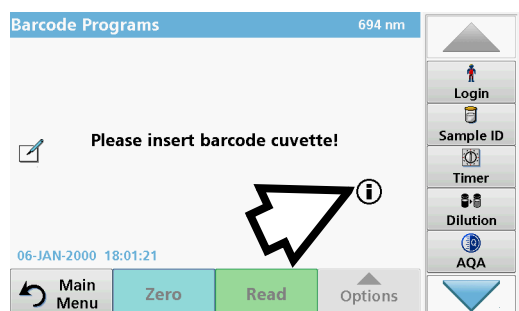 Barcode Programs 694 nm
Please insert barcode cuvette!
06-JAN-2000 18:01:21
Main
Menu
Zero
Read
Options
Login
Sample ID
Timer
Dilution
AQA